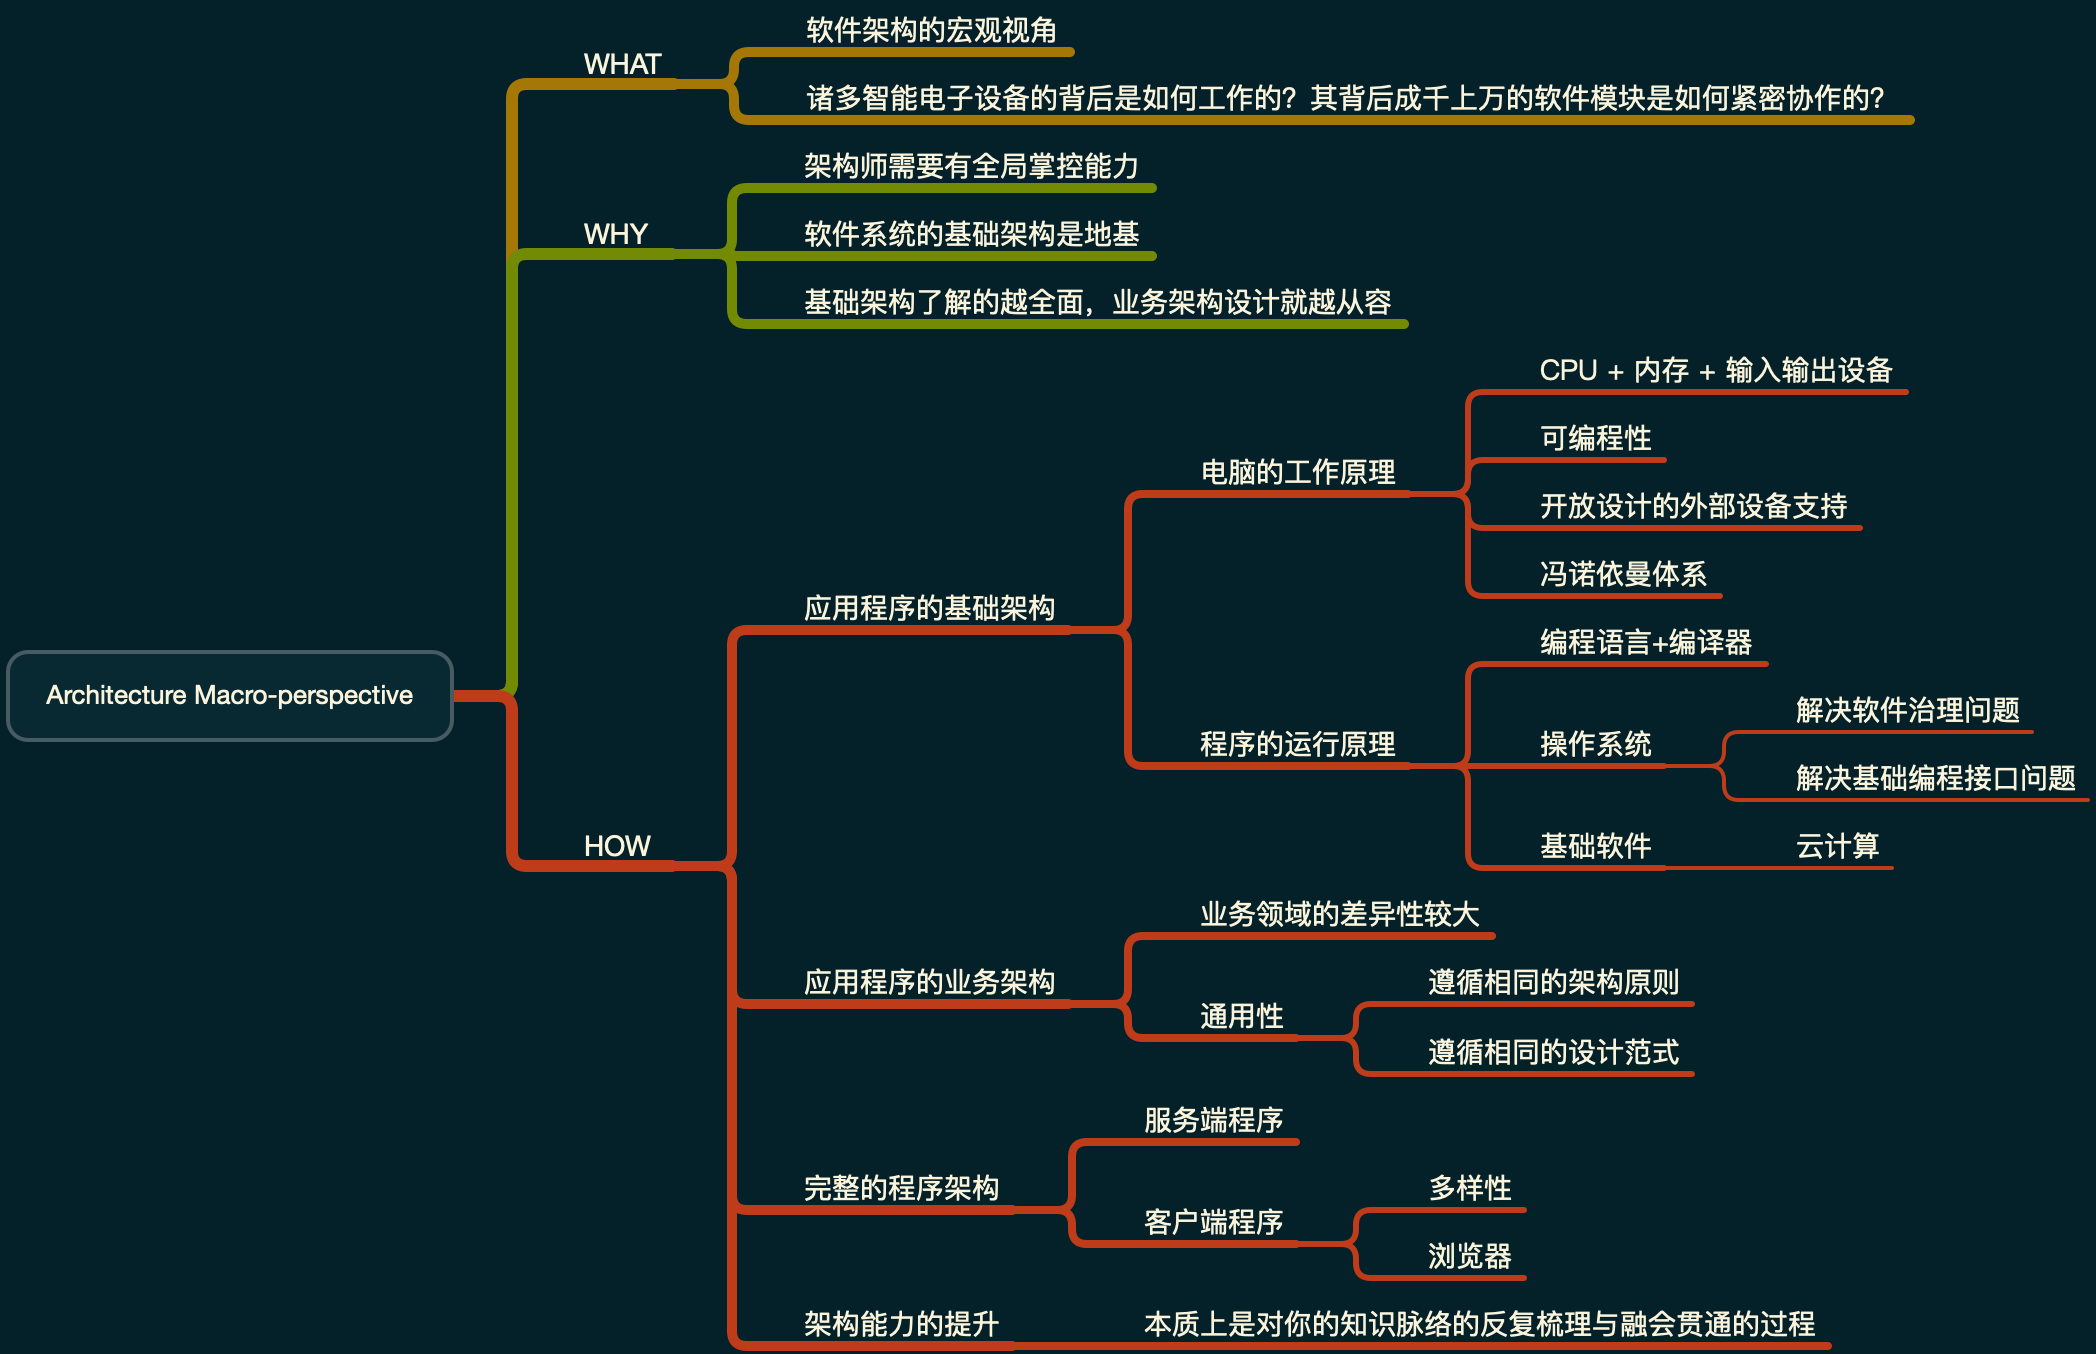 Architecture Macro-perspective
WHAT
软件架构的宏观视角
诸多智能电子设备的背后是如何工作的？其背后成千上万的软件模块是如何紧密协作的？
WHY
架构师需要有全局掌控能力
软件系统的基础架构是地基
基础架构了解的越全面，业务架构设计就越从容
HOW
应用程序的基础架构
电脑的工作原理
CPU + 内存 + 输入输出设备
可编程性
开放设计的外部设备支持
冯诺依曼体系
程序的运行原理
编程语言+编译器
操作系统
解决软件治理问题
解决基础编程接口问题
基础软件
云计算
应用程序的业务架构
业务领域的差异性较大
通用性
遵循相同的架构原则
遵循相同的设计范式
完整的程序架构
服务端程序
客户端程序
多样性
浏览器
架构能力的提升
本质上是对你的知识脉络的反复梳理与融会贯通的过程